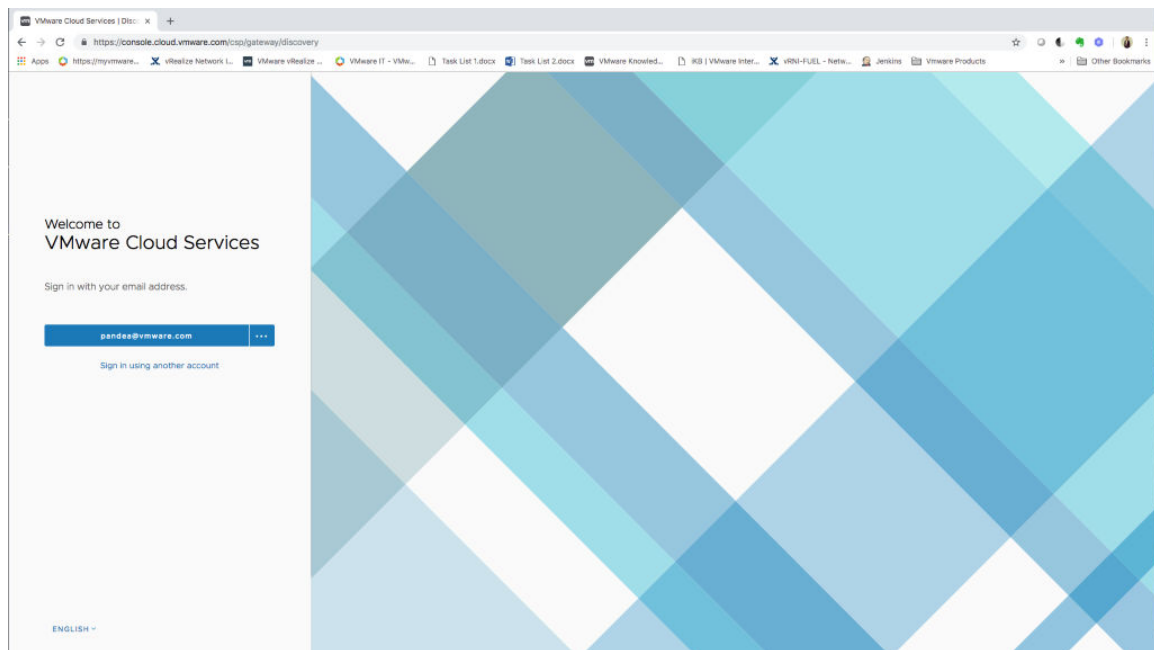 VMware Cloud Services | Disc
https://console.cloud.vmware.com/csp/gateway/discovery
Apps https://myvmware... vRealize Network I... VMware vRealize ... VMware IT - VMw... Task List 1.docx Task List 2.docx VMware Knowled... IKB | VMware Inter... vRNI-FUEL - Netw... Jenkins Vmware Products » Other Bookmarks
Welcome to
VMware Cloud Services
Sign in with your email address.
pandea@vmware.com ...
Sign in using another account
ENGLISH